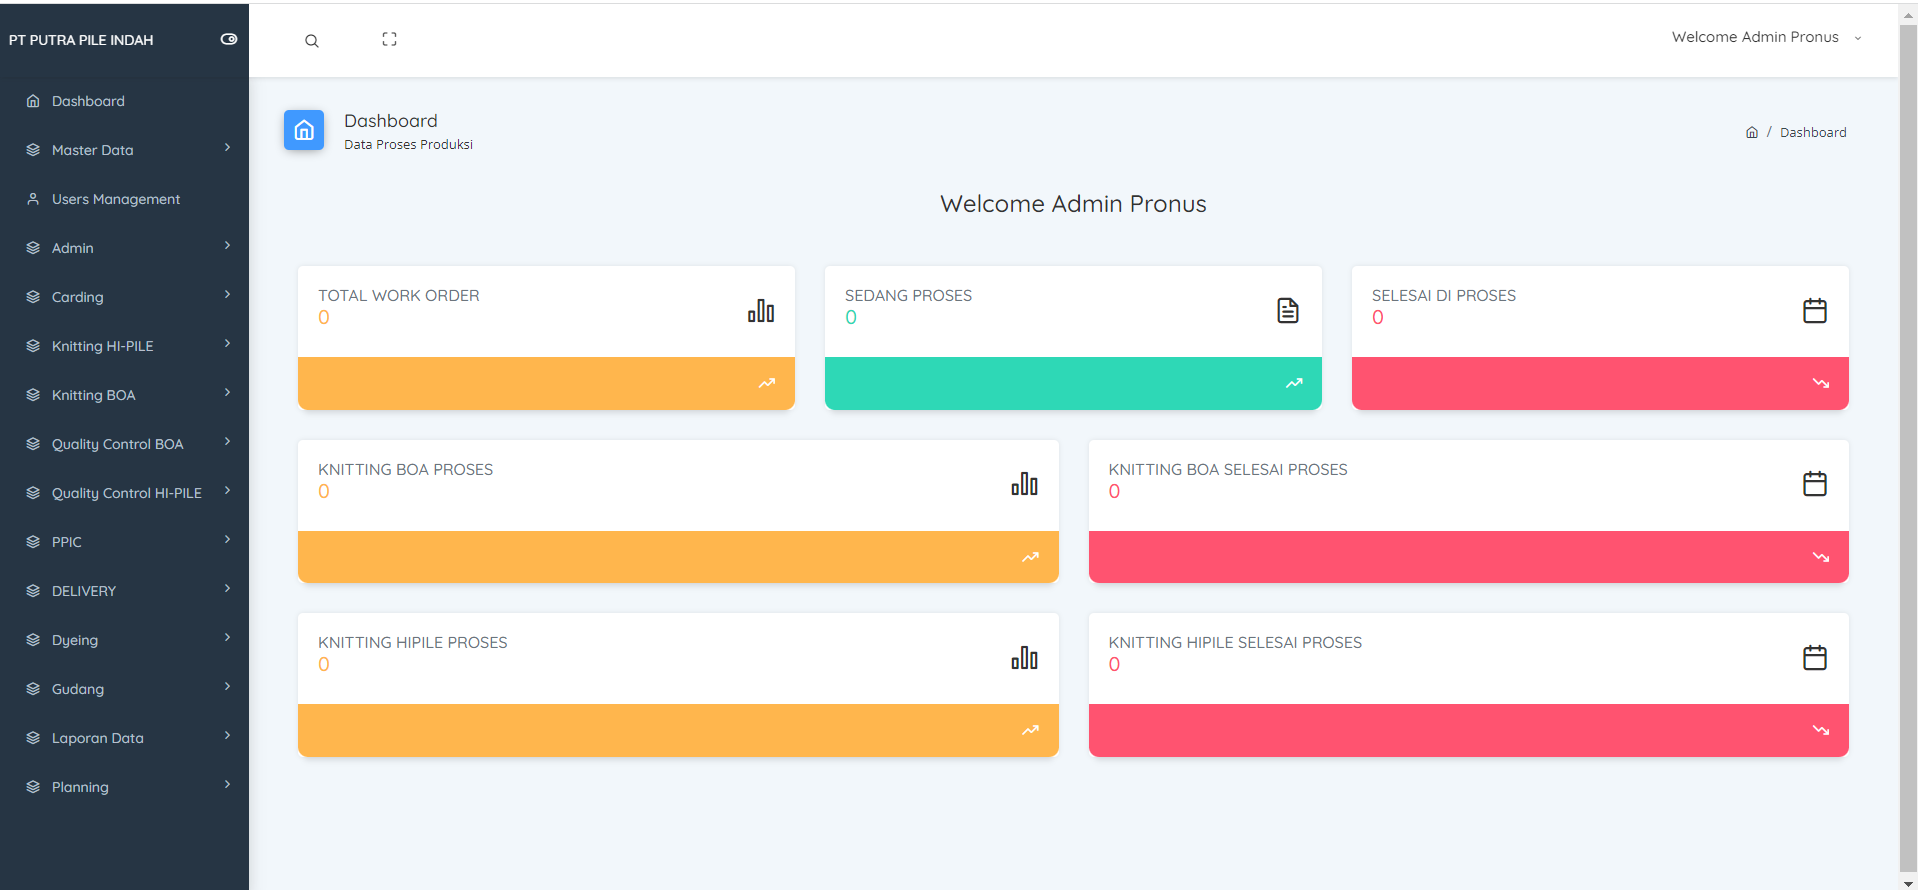 PT PUTRA PILE INDAH
Welcome Admin Pronus
Dashboard
Master Data
Users Management
Admin
Carding
Knitting HI-PILE
Knitting BOA
Quality Control BOA
Quality Control HI-PILE
PPIC
DELIVERY
Dyeing
Gudang
Laporan Data
Planning
Dashboard
Data Proses Produksi
/ Dashboard
Welcome Admin Pronus
TOTAL WORK ORDER
0
SEDANG PROSES
0
SELESAI DI PROSES
0
KNITTING BOA PROSES
0
KNITTING BOA SELESAI PROSES
0
KNITTING HIPILE PROSES
0
KNITTING HIPILE SELESAI PROSES
0